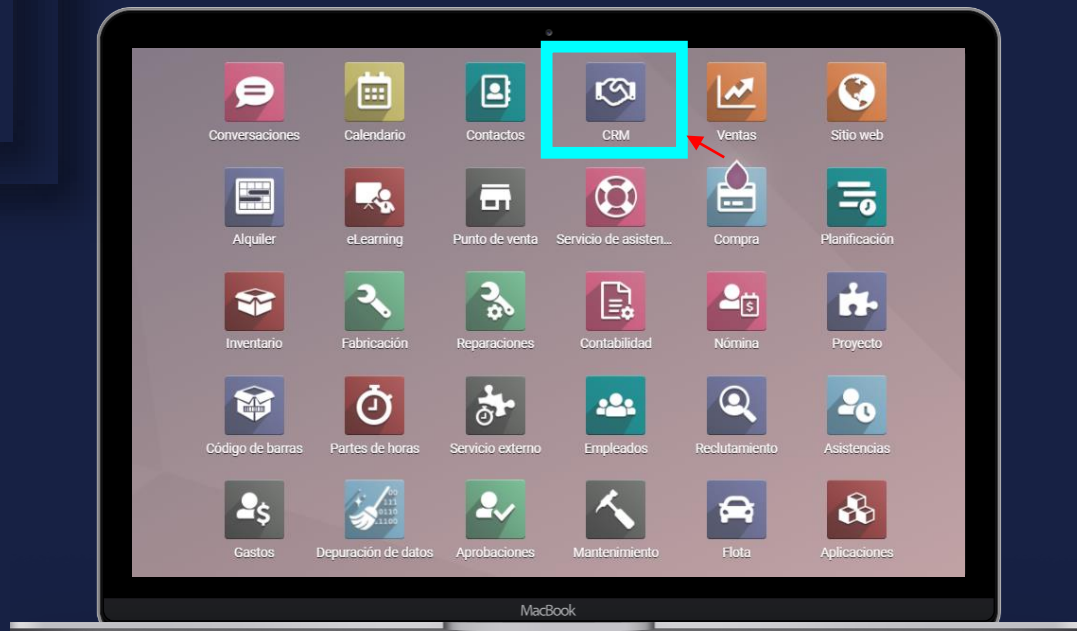 Conversaciones
Calendario
Contactos
CRM
Ventas
Sitio web
Alquiler
eLearning
Punto de venta
Servicio de asisten...
Compra
Planificación
Inventario
Fabricación
Reparaciones
Contabilidad
Nómina
Proyecto
Código de barras
Partes de horas
Servicio externo
Empleados
Reclutamiento
Asistencias
Gastos
Depuración de datos
Aprobaciones
Mantenimiento
Flota
Aplicaciones
MacBook